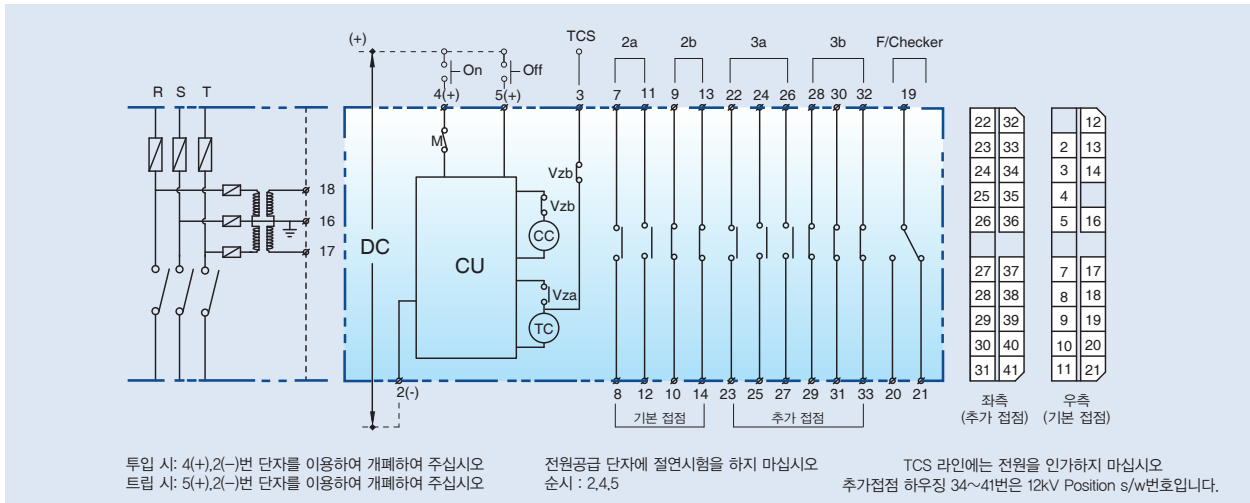 (+) TCS 2a 2b 3a 3b F/Checker
On Off
R S T 4(+) 5(+) 3 7 11 9 13 22 24 26 28 30 32 19
M
Vzb
18
Vzb
16
CC
17
DC
CU
Vza
TC
2(-) 8 12 10 14 23 25 27 29 31 33 20 21
기본 접점 추가 접점
22 32
23 33
24 34
25 35
26 36
27 37
28 38
29 39
30 40
31 41
좌측
(추가 접점)
12
2 13
3 14
4
5 16
7 17
8 18
9 19
10 20
11 21
우측
(기본 접점)
투입 시: 4(+),2(-)번 단자를 이용하여 개폐하여 주십시오
트립 시: 5(+),2(-)번 단자를 이용하여 개폐하여 주십시오
전원공급 단자에 절연시험을 하지 마십시오
순시 : 2,4,5
TCS 라인에는 전원을 인가하지 마십시오
추가접점 하우징 34~41번은 12kV Position s/w번호입니다.